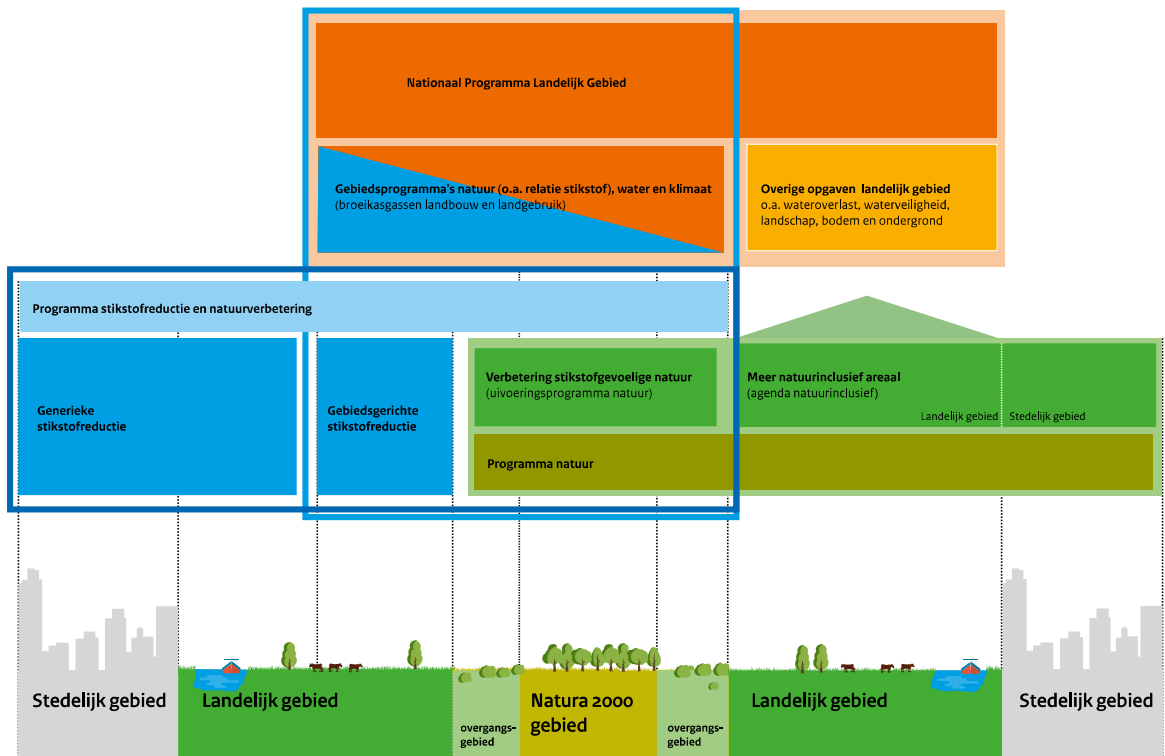 Nationaal Programma Landelijk Gebied
Gebiedsprogramma's natuur (o.a. relatie stikstof), water en klimaat
(broeikasgassen landbouw en landgebruik)
Overige opgaven landelijk gebied
o.a. wateroverlast, waterveiligheid,
landschap, bodem en ondergrond
Programma stikstofreductie en natuurverbetering
Generieke
stikstofreductie
Gebiedsgerichte
stikstofreductie
Verbetering stikstofgevoelige natuur
(uivoeringsprogramma natuur)
Meer natuurinclusief areaal
(agenda natuurinclusief)
Landelijk gebied
Stedelijk gebied
Programma natuur
Stedelijk gebied
Landelijk gebied
overgangs-
gebied
Natura 2000
gebied
overgangs-
gebied
Landelijk gebied
Stedelijk gebied